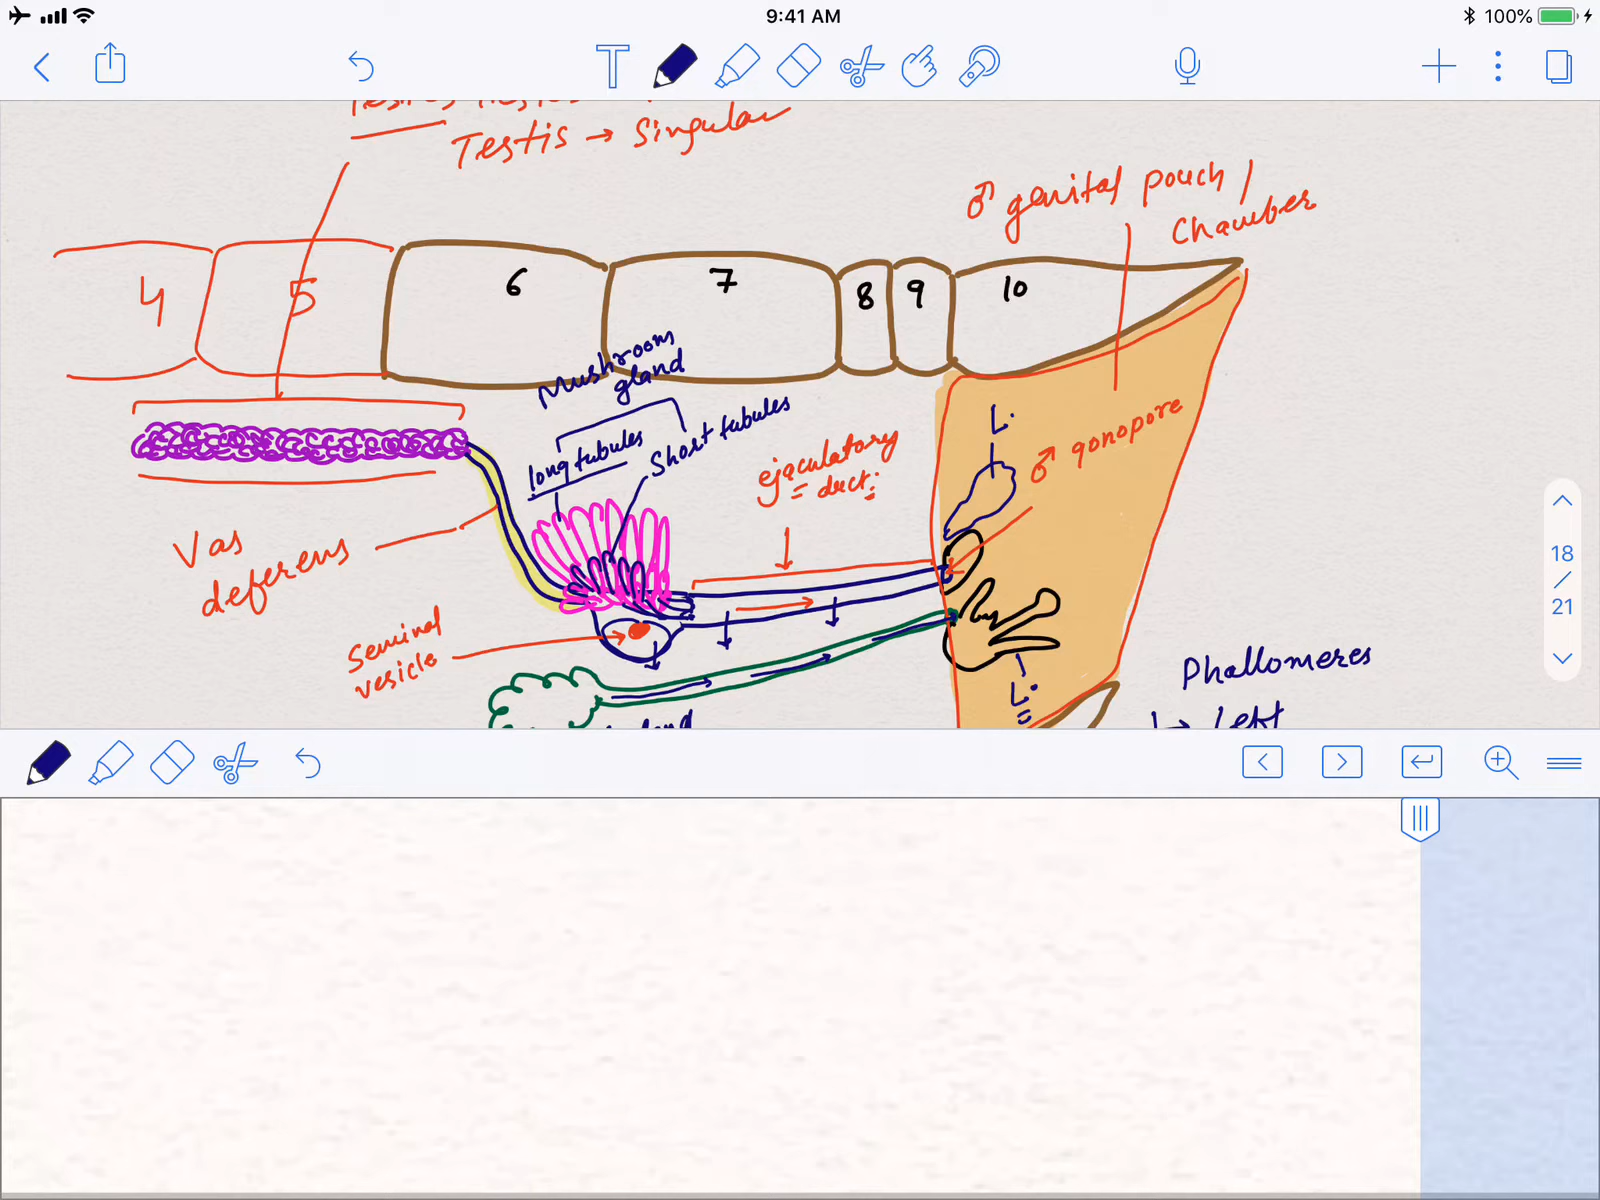 9:41 AM
100%
Testis → Singular
♂ genital pouch /
Chamber
4
5
6
7
8
9
10
Mushroom
gland
long tubules
Short tubules
ejaculatory
duct
L.
♂ gonopore
Vas
deferens
Seminal
vesicle
L.
Phallomeres
↳ Left
18
/
21